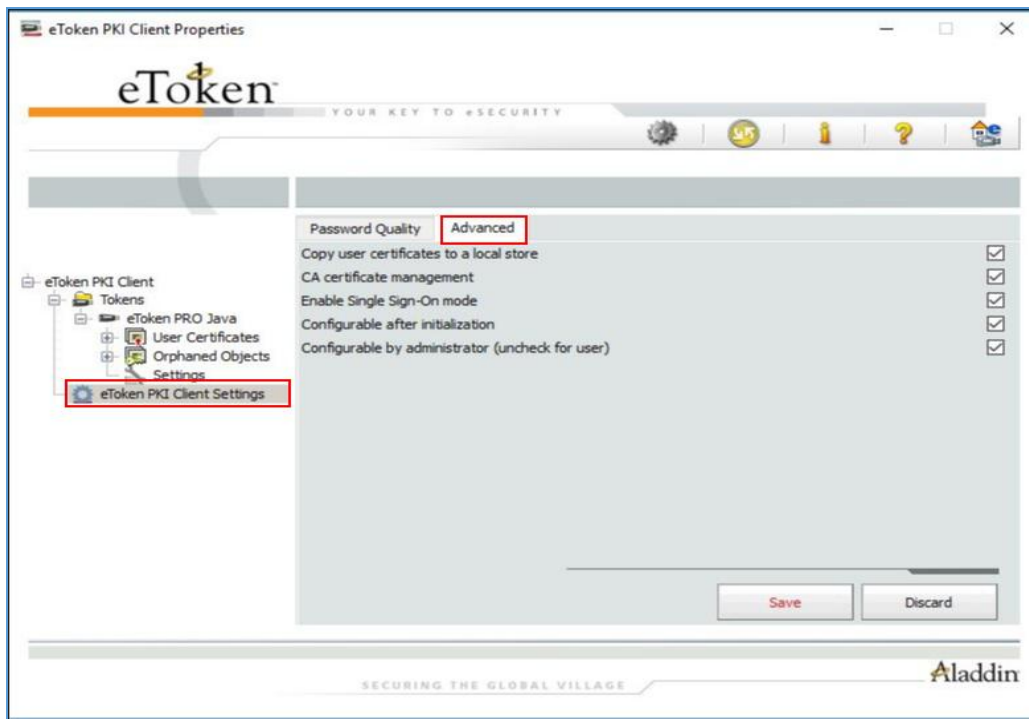 eToken PKI Client Properties
eToken
YOUR KEY TO eSECURITY
Password Quality
Advanced
Copy user certificates to a local store
CA certificate management
Enable Single Sign-On mode
Configurable after initialization
Configurable by administrator (uncheck for user)
eToken PKI Client
Tokens
eToken PRO Java
User Certificates
Orphaned Objects
Settings
eToken PKI Client Settings
Save
Discard
SECURING THE GLOBAL VILLAGE
Aladdin